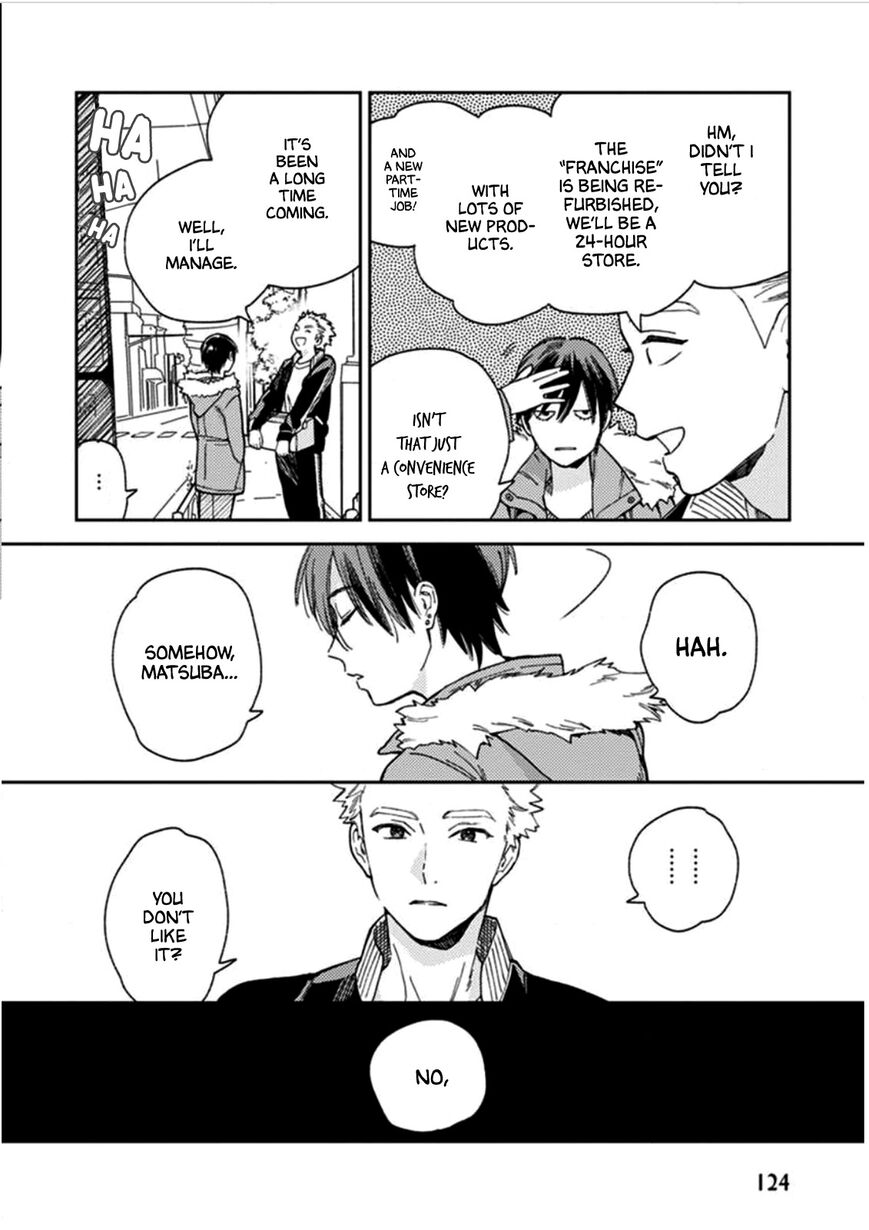 HM,
DIDN'T I
TELL
YOU?
THE
"FRANCHISE"
IS BEING RE-
FURBISHED,
WE'LL BE A
24-HOUR
STORE.
WITH
LOTS OF
NEW PROD-
UCTS.
AND
A NEW
PART-
TIME
JOB!
ISN'T
THAT JUST
A CONVENIENCE
STORE?
IT'S
BEEN
A LONG
TIME
COMING.
WELL,
I'LL
MANAGE.
HA
HA
HA
...
HAH.
SOMEHOW,
MATSUBA...
......
YOU
DON'T
LIKE
IT?
NO,
124